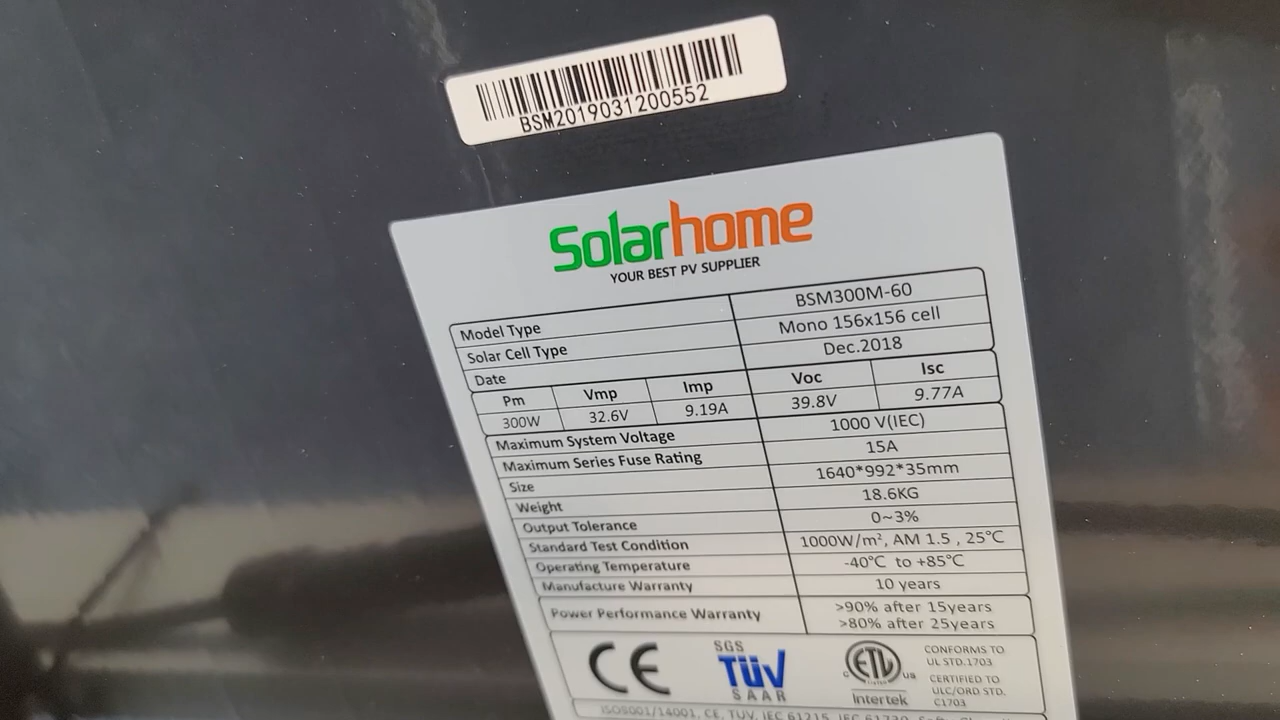 BSM2019031200552
Solarhome
YOUR BEST PV SUPPLIER
Model Type BSM300M-60
Solar Cell Type Mono 156x156 cell
Date Dec.2018
Pm Vmp Imp Voc Isc
300W 32.6V 9.19A 39.8V 9.77A
Maximum System Voltage 1000 V(IEC)
Maximum Series Fuse Rating 15A
Size 1640*992*35mm
Weight 18.6KG
Output Tolerance 0~3%
Standard Test Condition 1000W/m², AM 1.5 , 25℃
Operating Temperature -40℃ to +85℃
Manufacture Warranty 10 years
Power Performance Warranty >90% after 15years
>80% after 25years
CE
SGS
TÜV
SAAR
C ETL US
Intertek
CONFORMS TO
UL STD.1703
CERTIFIED TO
ULC/ORD STD.
C1703
ISO9001/14001, CE, TUV, IEC 61215, IEC 61730,